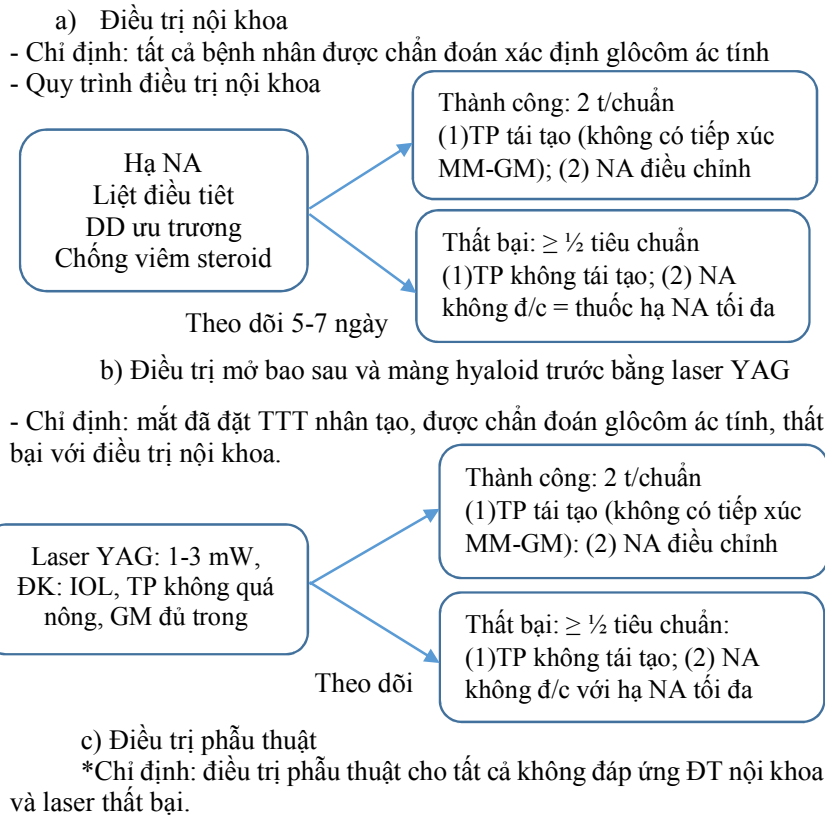 a) Điều trị nội khoa
- Chỉ định: tất cả bệnh nhân được chẩn đoán xác định glôcôm ác tính
- Quy trình điều trị nội khoa
Hạ NA
Liệt điều tiêt
DD ưu trương
Chống viêm steroid
Thành công: 2 t/chuẩn
(1)TP tái tạo (không có tiếp xúc
MM-GM); (2) NA điều chỉnh
Thất bại: ≥ ½ tiêu chuẩn
(1)TP không tái tạo; (2) NA
không đ/c = thuốc hạ NA tối đa
Theo dõi 5-7 ngày
b) Điều trị mở bao sau và màng hyaloid trước bằng laser YAG
- Chỉ định: mắt đã đặt TTT nhân tạo, được chẩn đoán glôcôm ác tính, thất
bại với điều trị nội khoa.
Laser YAG: 1-3 mW,
ĐK: IOL, TP không quá
nông, GM đủ trong
Thành công: 2 t/chuẩn
(1)TP tái tạo (không có tiếp xúc
MM-GM): (2) NA điều chỉnh
Thất bại: ≥ ½ tiêu chuẩn:
(1)TP không tái tạo; (2) NA
không đ/c với hạ NA tối đa
Theo dõi
c) Điều trị phẫu thuật
*Chỉ định: điều trị phẫu thuật cho tất cả không đáp ứng ĐT nội khoa
và laser thất bại.